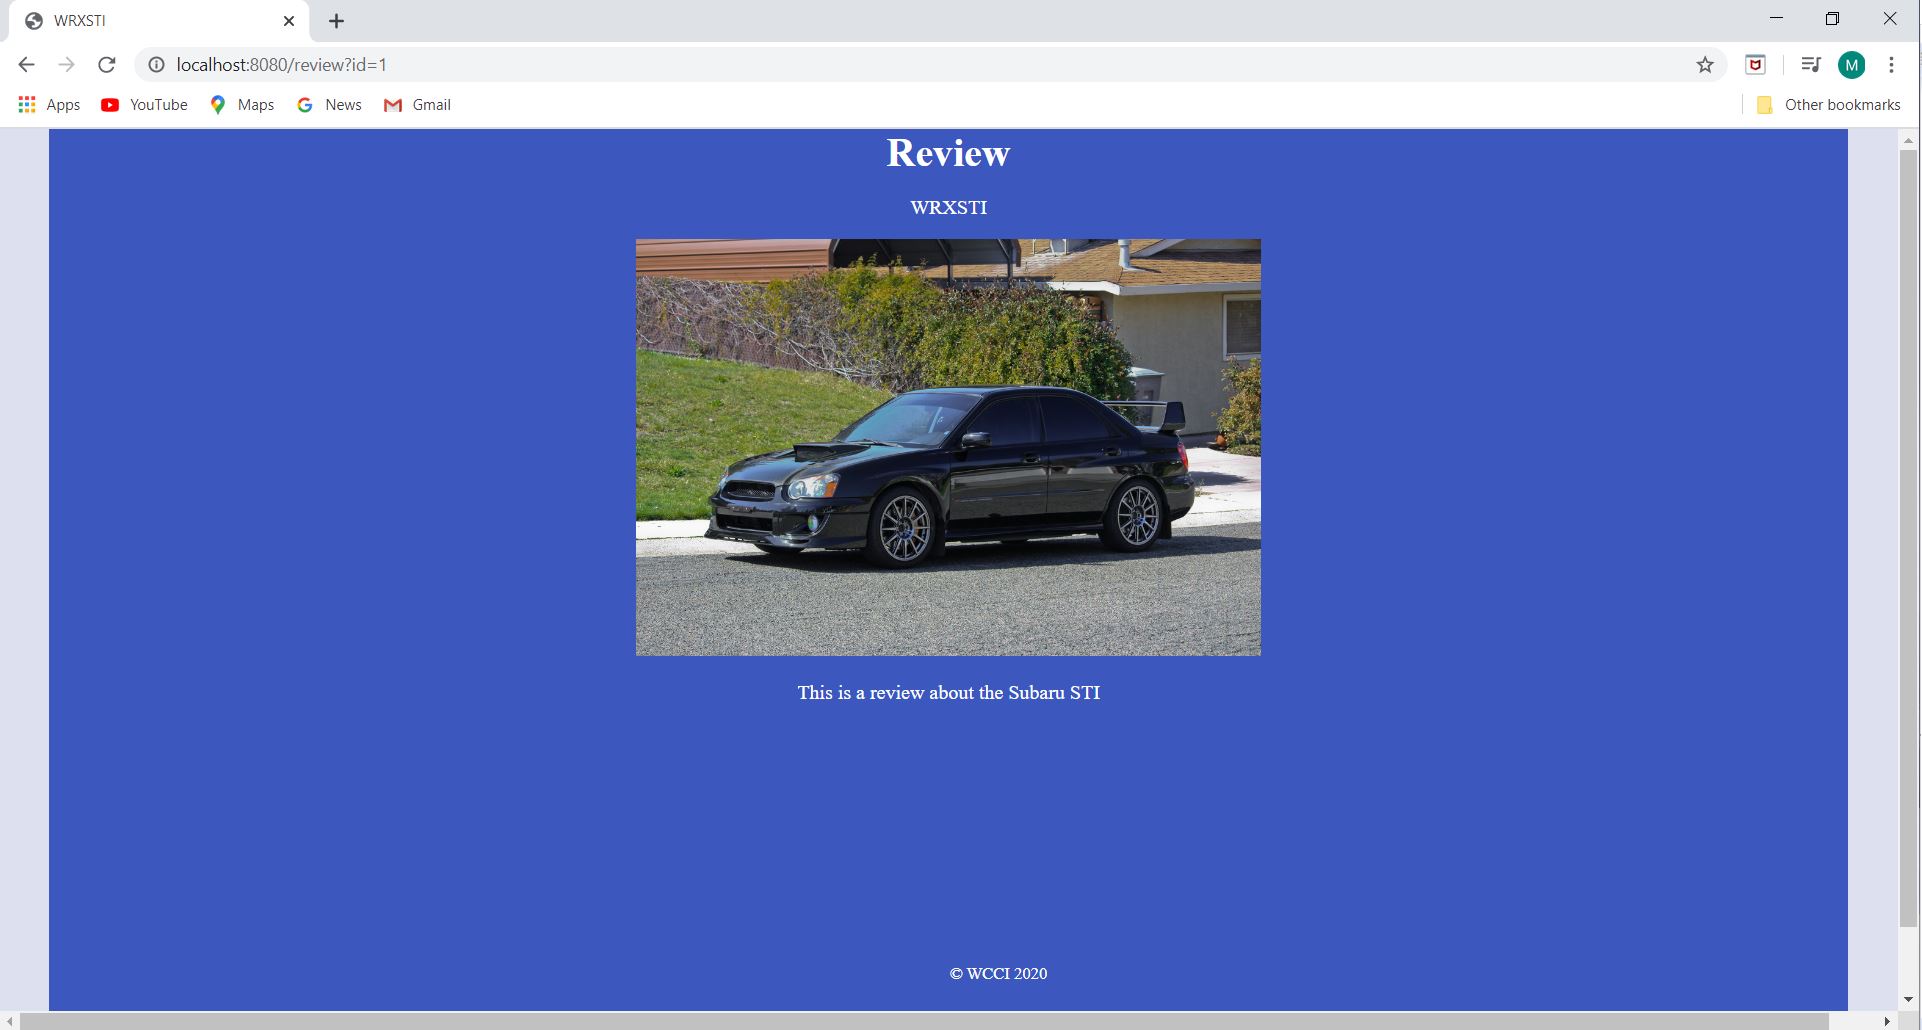 WRXSTI
localhost:8080/review?id=1
M
Apps YouTube Maps News Gmail Other bookmarks
Review
WRXSTI
This is a review about the Subaru STI
© WCCI 2020